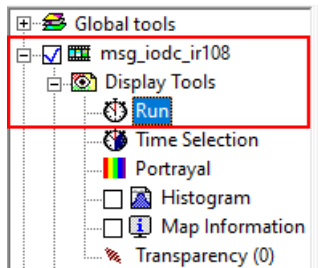 Global tools
msg_iodc_ir108
Display Tools
Run
Time Selection
Portrayal
Histogram
Map Information
Transparency (0)